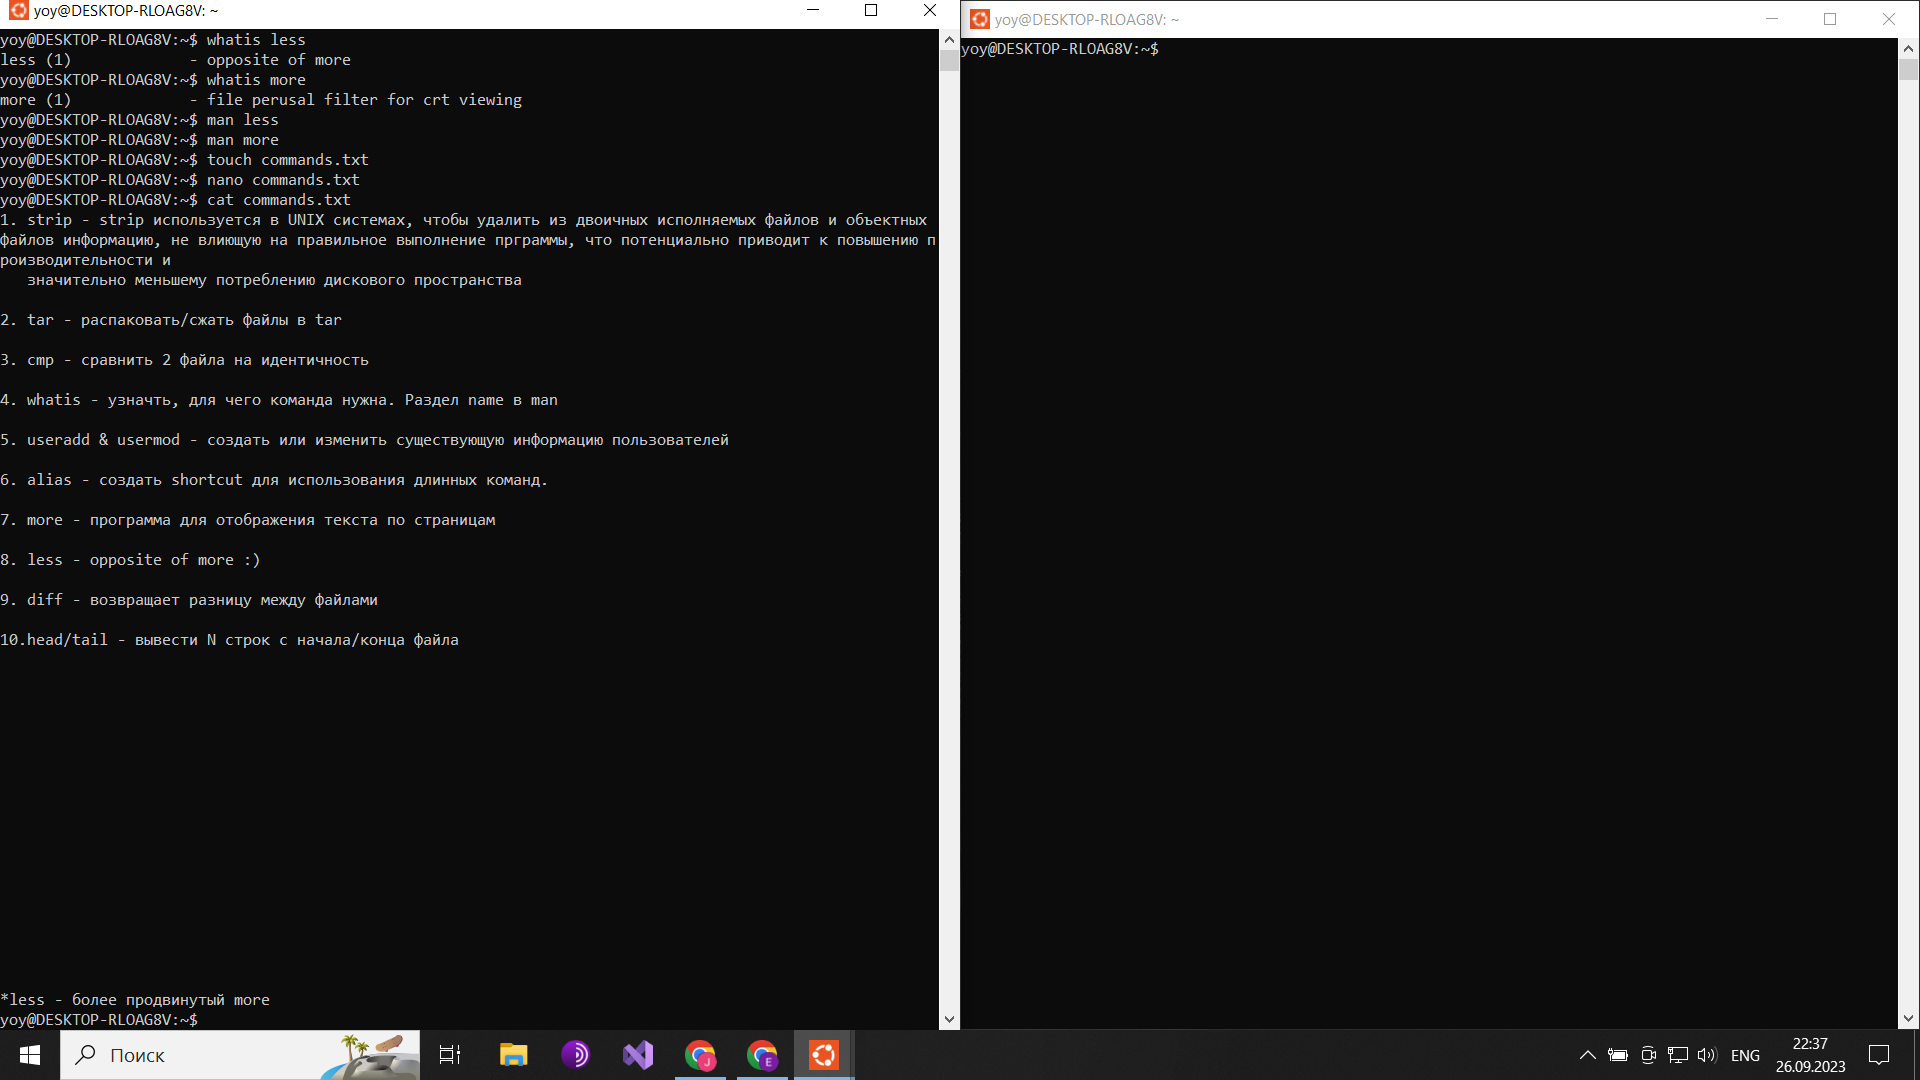 yoy@DESKTOP-RLOAG8V: ~
yoy@DESKTOP-RLOAG8V:~$ whatis less
less (1)             - opposite of more
yoy@DESKTOP-RLOAG8V:~$ whatis more
more (1)             - file perusal filter for crt viewing
yoy@DESKTOP-RLOAG8V:~$ man less
yoy@DESKTOP-RLOAG8V:~$ man more
yoy@DESKTOP-RLOAG8V:~$ touch commands.txt
yoy@DESKTOP-RLOAG8V:~$ nano commands.txt
yoy@DESKTOP-RLOAG8V:~$ cat commands.txt
1. strip - strip используется в UNIX системах, чтобы удалить из двоичных исполняемых файлов и объектных
файлов информацию, не влиющую на правильное выполнение прграммы, что потенциально приводит к повышению п
роизводительности и
   значительно меньшему потреблению дискового пространства
2. tar - распаковать/сжать файлы в tar
3. cmp - сравнить 2 файла на идентичность
4. whatis - узначть, для чего команда нужна. Раздел name в man
5. useradd & usermod - создать или изменить существующую информацию пользователей
6. alias - создать shortcut для использования длинных команд.
7. more - программа для отображения текста по страницам
8. less - opposite of more :)
9. diff - возвращает разницу между файлами
10.head/tail - вывести N строк с начала/конца файла
*less - более продвинутый more
yoy@DESKTOP-RLOAG8V:~$
yoy@DESKTOP-RLOAG8V: ~
yoy@DESKTOP-RLOAG8V:~$
Поиск
J
E
ENG
22:37
26.09.2023